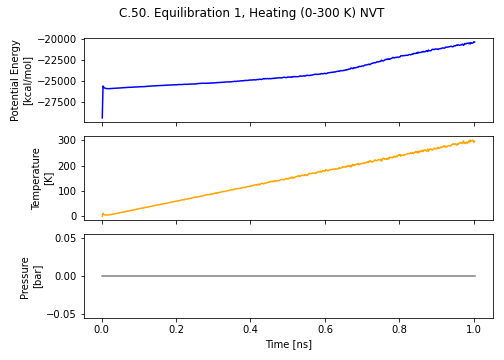 C.50. Equilibration 1, Heating (0-300 K) NVT
Potential Energy
[kcal/mol]
−20000
−22500
−25000
−27500
Temperature
[K]
300
200
100
0
Pressure
[bar]
0.05
0.00
−0.05
0.0 0.2 0.4 0.6 0.8 1.0
Time [ns]